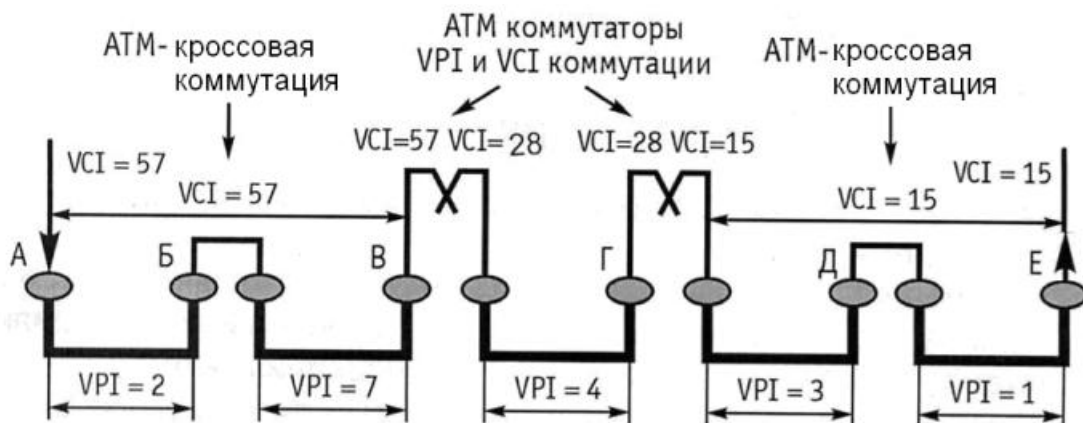 АТМ- кроссовая
коммутация
АТМ коммутаторы
VPI и VCI коммутации
АТМ-кроссовая
коммутация
VCI = 57
VCI = 57
VCI=57 VCI= 28
VCI=28 VCI=15
VCI = 15
VCI = 15
А
Б
В
Г
Д
Е
VPI = 2
VPI = 7
VPI = 4
VPI = 3
VPI = 1